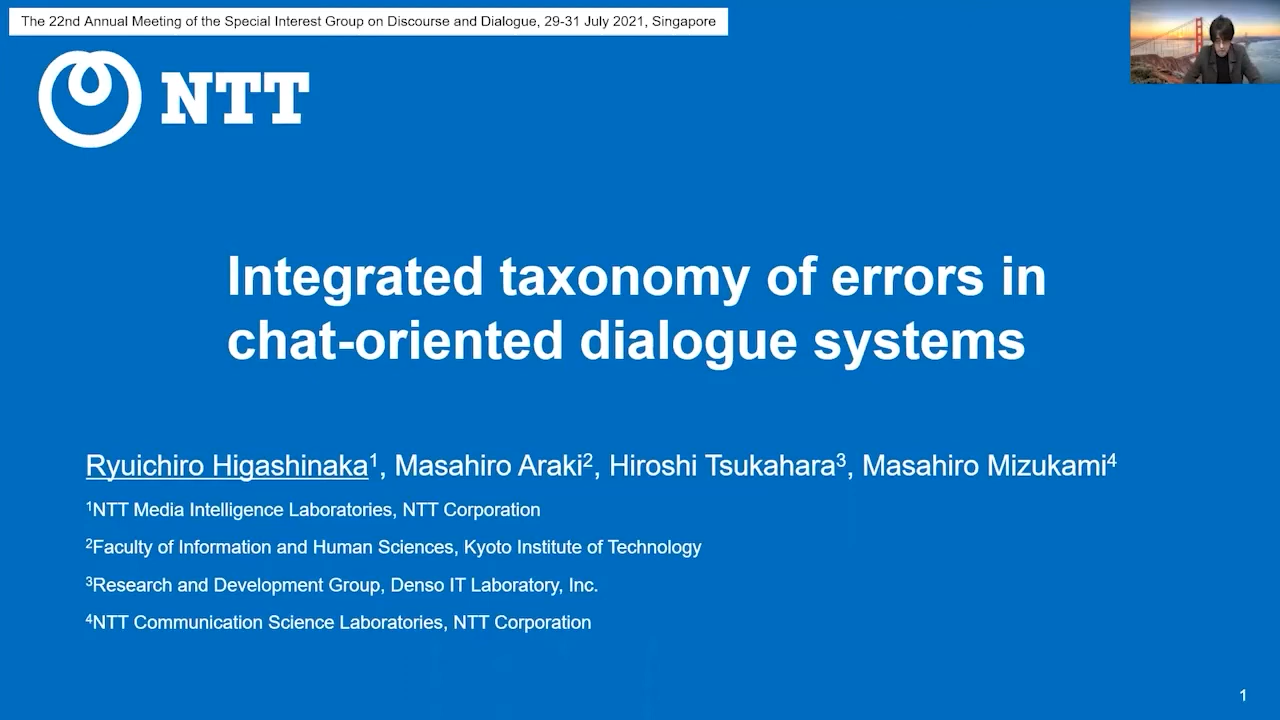 The 22nd Annual Meeting of the Special Interest Group on Discourse and Dialogue, 29-31 July 2021, Singapore
NTT
Integrated taxonomy of errors in
chat-oriented dialogue systems
Ryuichiro Higashinaka¹, Masahiro Araki², Hiroshi Tsukahara³, Masahiro Mizukami⁴
¹NTT Media Intelligence Laboratories, NTT Corporation
²Faculty of Information and Human Sciences, Kyoto Institute of Technology
³Research and Development Group, Denso IT Laboratory, Inc.
⁴NTT Communication Science Laboratories, NTT Corporation
1